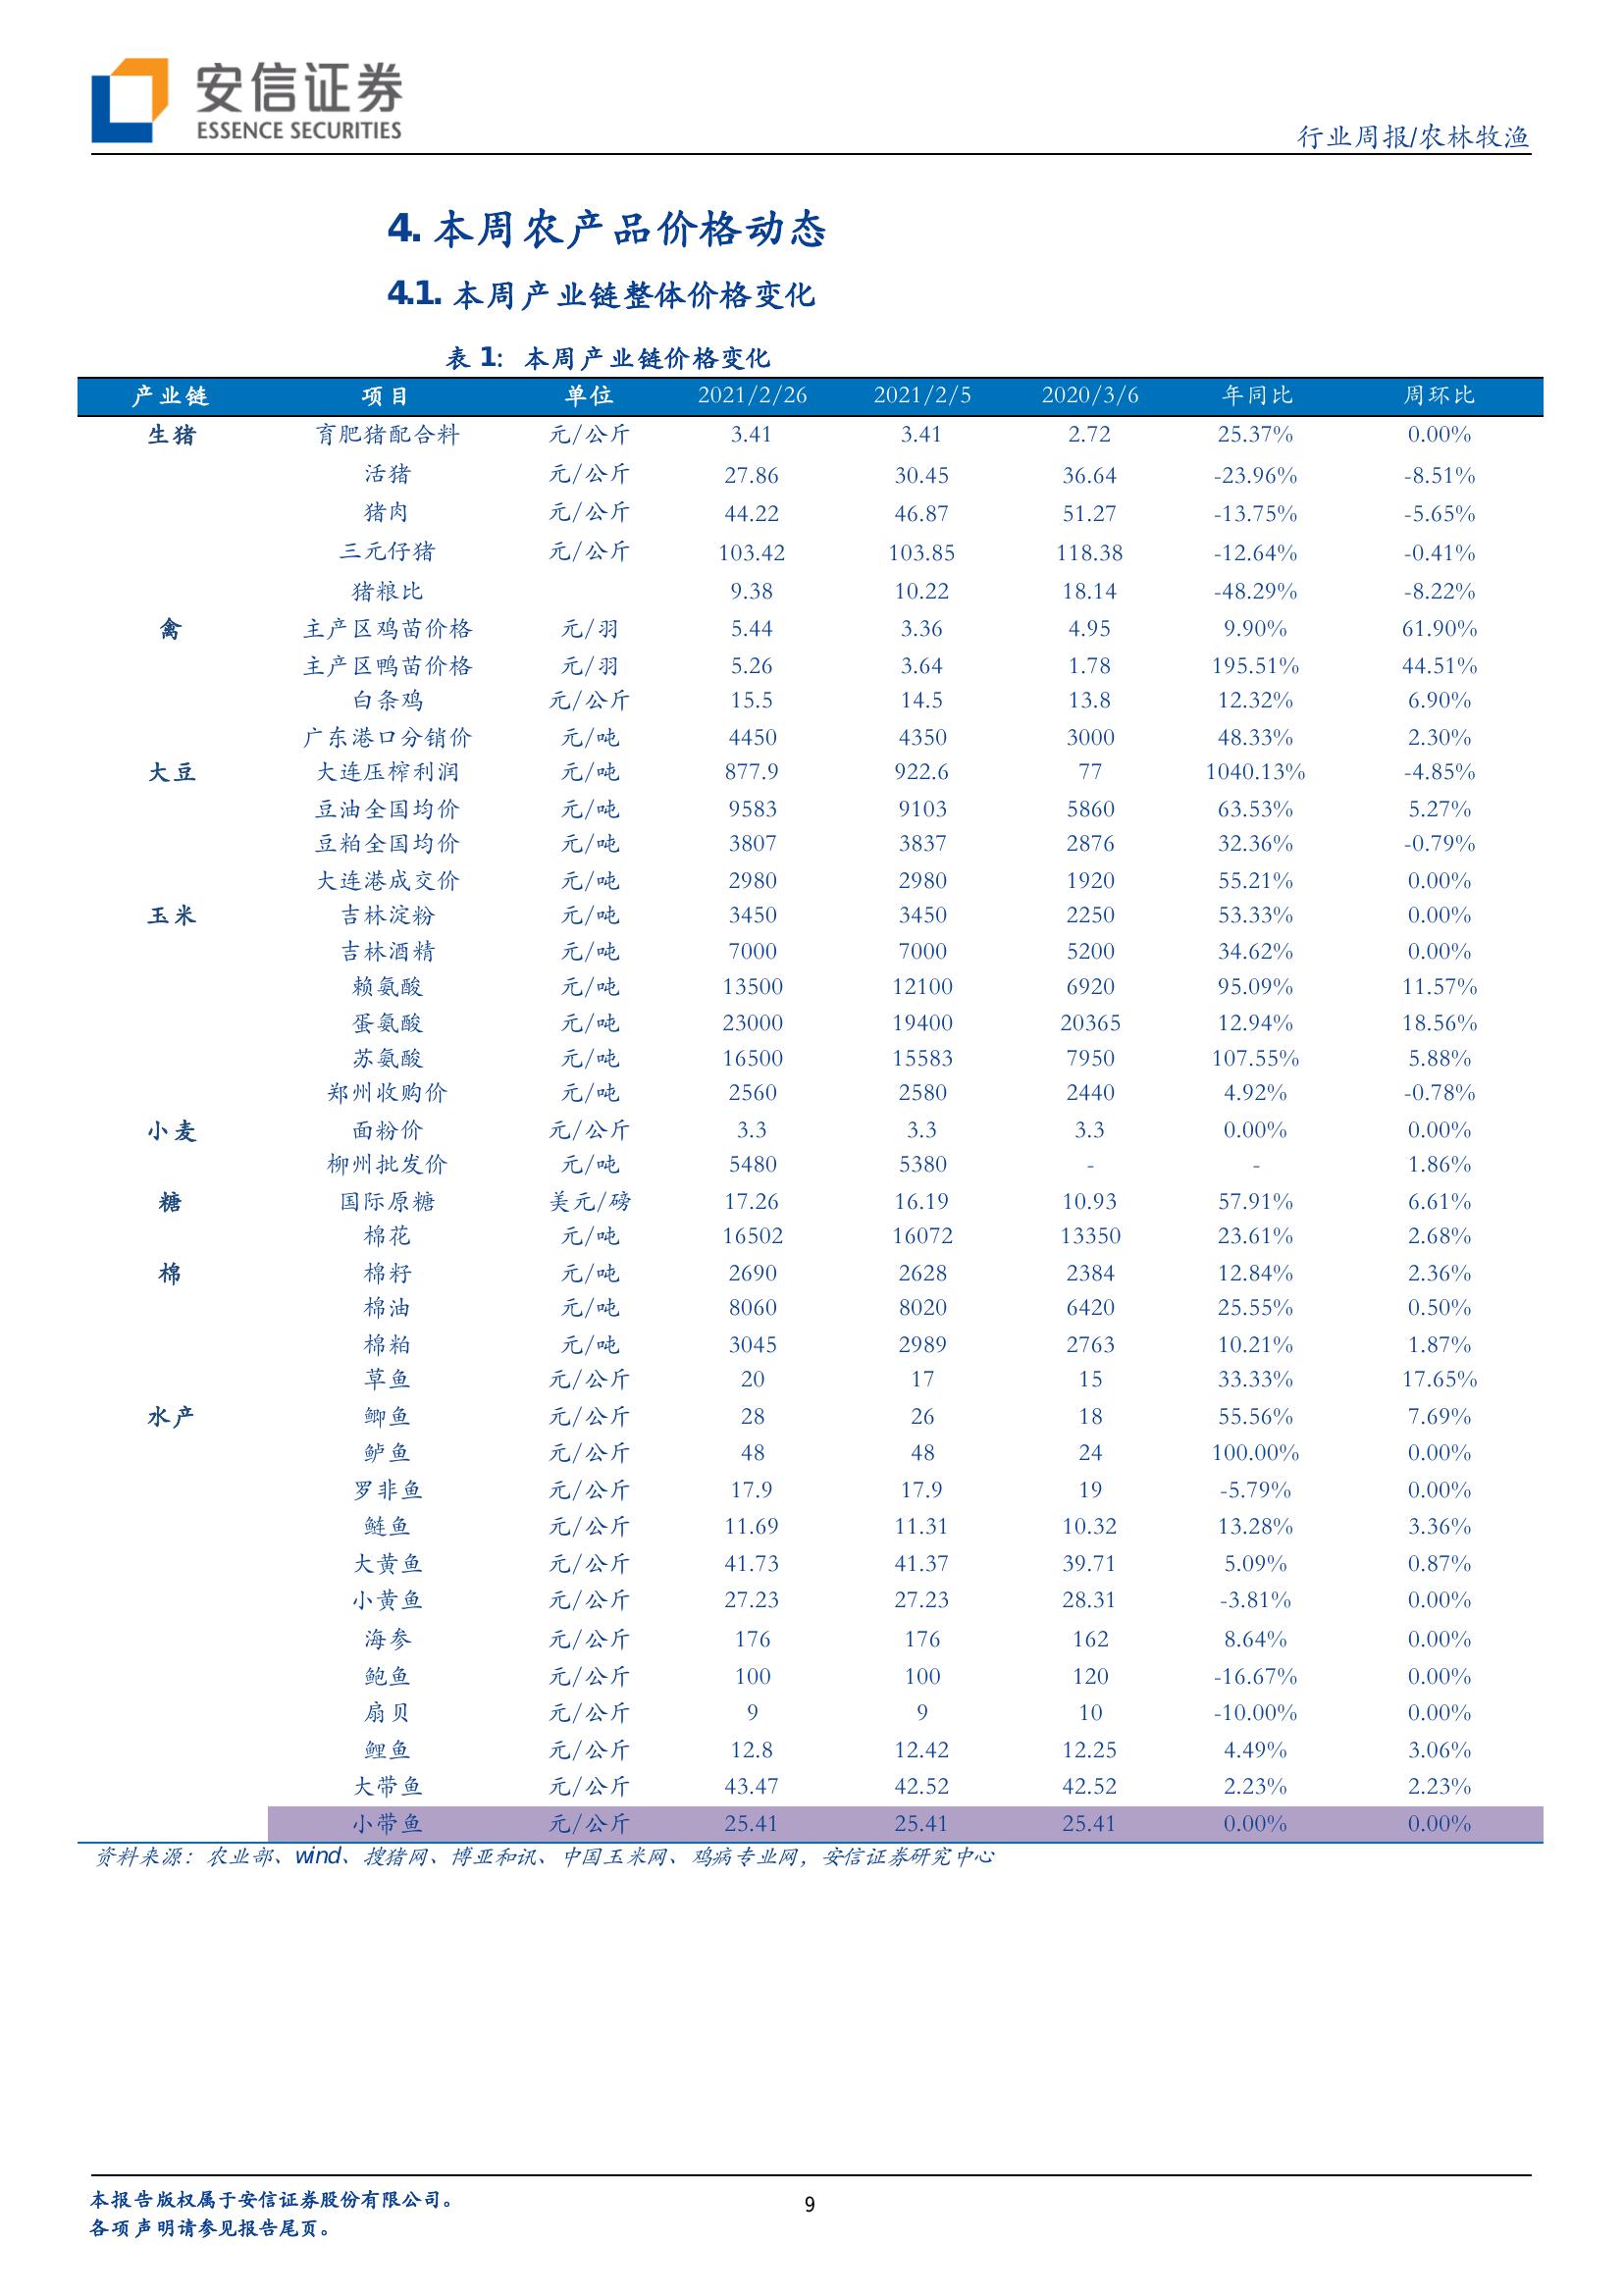 安信证券
ESSENCE SECURITIES
行业周报/农林牧渔
4. 本周农产品价格动态
4.1. 本周产业链整体价格变化
表 1: 本周产业链价格变化
产业链 项目 单位 2021/2/26 2021/2/5 2020/3/6 年同比 周环比
生猪 育肥猪配合料 元/公斤 3.41 3.41 2.72 25.37% 0.00%
活猪 元/公斤 27.86 30.45 36.64 -23.96% -8.51%
猪肉 元/公斤 44.22 46.87 51.27 -13.75% -5.65%
三元仔猪 元/公斤 103.42 103.85 118.38 -12.64% -0.41%
猪粮比 9.38 10.22 18.14 -48.29% -8.22%
禽 主产区鸡苗价格 元/羽 5.44 3.36 4.95 9.90% 61.90%
主产区鸭苗价格 元/羽 5.26 3.64 1.78 195.51% 44.51%
白条鸡 元/公斤 15.5 14.5 13.8 12.32% 6.90%
广东港口分销价 元/吨 4450 4350 3000 48.33% 2.30%
大豆 大连压榨利润 元/吨 877.9 922.6 77 1040.13% -4.85%
豆油全国均价 元/吨 9583 9103 5860 63.53% 5.27%
豆粕全国均价 元/吨 3807 3837 2876 32.36% -0.79%
大连港成交价 元/吨 2980 2980 1920 55.21% 0.00%
玉米 吉林淀粉 元/吨 3450 3450 2250 53.33% 0.00%
吉林酒精 元/吨 7000 7000 5200 34.62% 0.00%
赖氨酸 元/吨 13500 12100 6920 95.09% 11.57%
蛋氨酸 元/吨 23000 19400 20365 12.94% 18.56%
苏氨酸 元/吨 16500 15583 7950 107.55% 5.88%
郑州收购价 元/吨 2560 2580 2440 4.92% -0.78%
小麦 面粉价 元/公斤 3.3 3.3 3.3 0.00% 0.00%
柳州批发价 元/吨 5480 5380 - - 1.86%
糖 国际原糖 美元/磅 17.26 16.19 10.93 57.91% 6.61%
棉花 元/吨 16502 16072 13350 23.61% 2.68%
棉 棉籽 元/吨 2690 2628 2384 12.84% 2.36%
棉油 元/吨 8060 8020 6420 25.55% 0.50%
棉粕 元/吨 3045 2989 2763 10.21% 1.87%
草鱼 元/公斤 20 17 15 33.33% 17.65%
水产 鲫鱼 元/公斤 28 26 18 55.56% 7.69%
鲈鱼 元/公斤 48 48 24 100.00% 0.00%
罗非鱼 元/公斤 17.9 17.9 19 -5.79% 0.00%
鲢鱼 元/公斤 11.69 11.31 10.32 13.28% 3.36%
大黄鱼 元/公斤 41.73 41.37 39.71 5.09% 0.87%
小黄鱼 元/公斤 27.23 27.23 28.31 -3.81% 0.00%
海参 元/公斤 176 176 162 8.64% 0.00%
鲍鱼 元/公斤 100 100 120 -16.67% 0.00%
扇贝 元/公斤 9 9 10 -10.00% 0.00%
鲤鱼 元/公斤 12.8 12.42 12.25 4.49% 3.06%
大带鱼 元/公斤 43.47 42.52 42.52 2.23% 2.23%
小带鱼 元/公斤 25.41 25.41 25.41 0.00% 0.00%
资料来源：农业部、wind、搜猪网、博亚和讯、中国玉米网、鸡病专业网，安信证券研究中心
本报告版权属于安信证券股份有限公司。
各项声明请参见报告尾页。
9